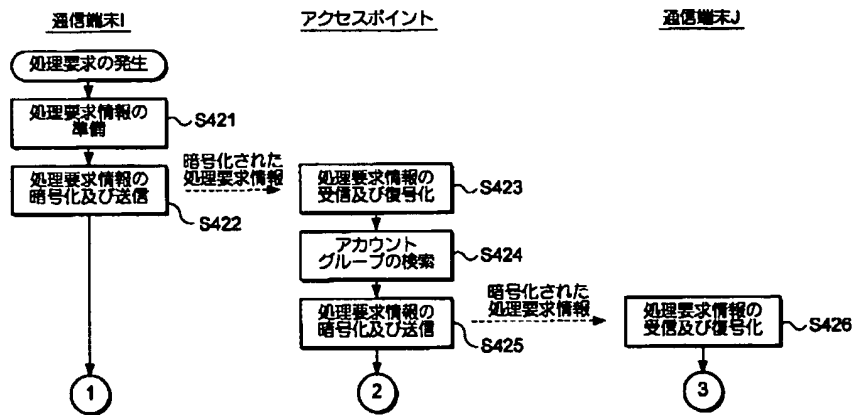 通信端末I
アクセスポイント
通信端末J
処理要求の発生
処理要求情報の
準備
S421
処理要求情報の
暗号化及び送信
S422
暗号化された
処理要求情報
処理要求情報の
受信及び復号化
S423
アカウント
グループの検索
S424
処理要求情報の
暗号化及び送信
S425
暗号化された
処理要求情報
処理要求情報の
受信及び復号化
S426
1
2
3